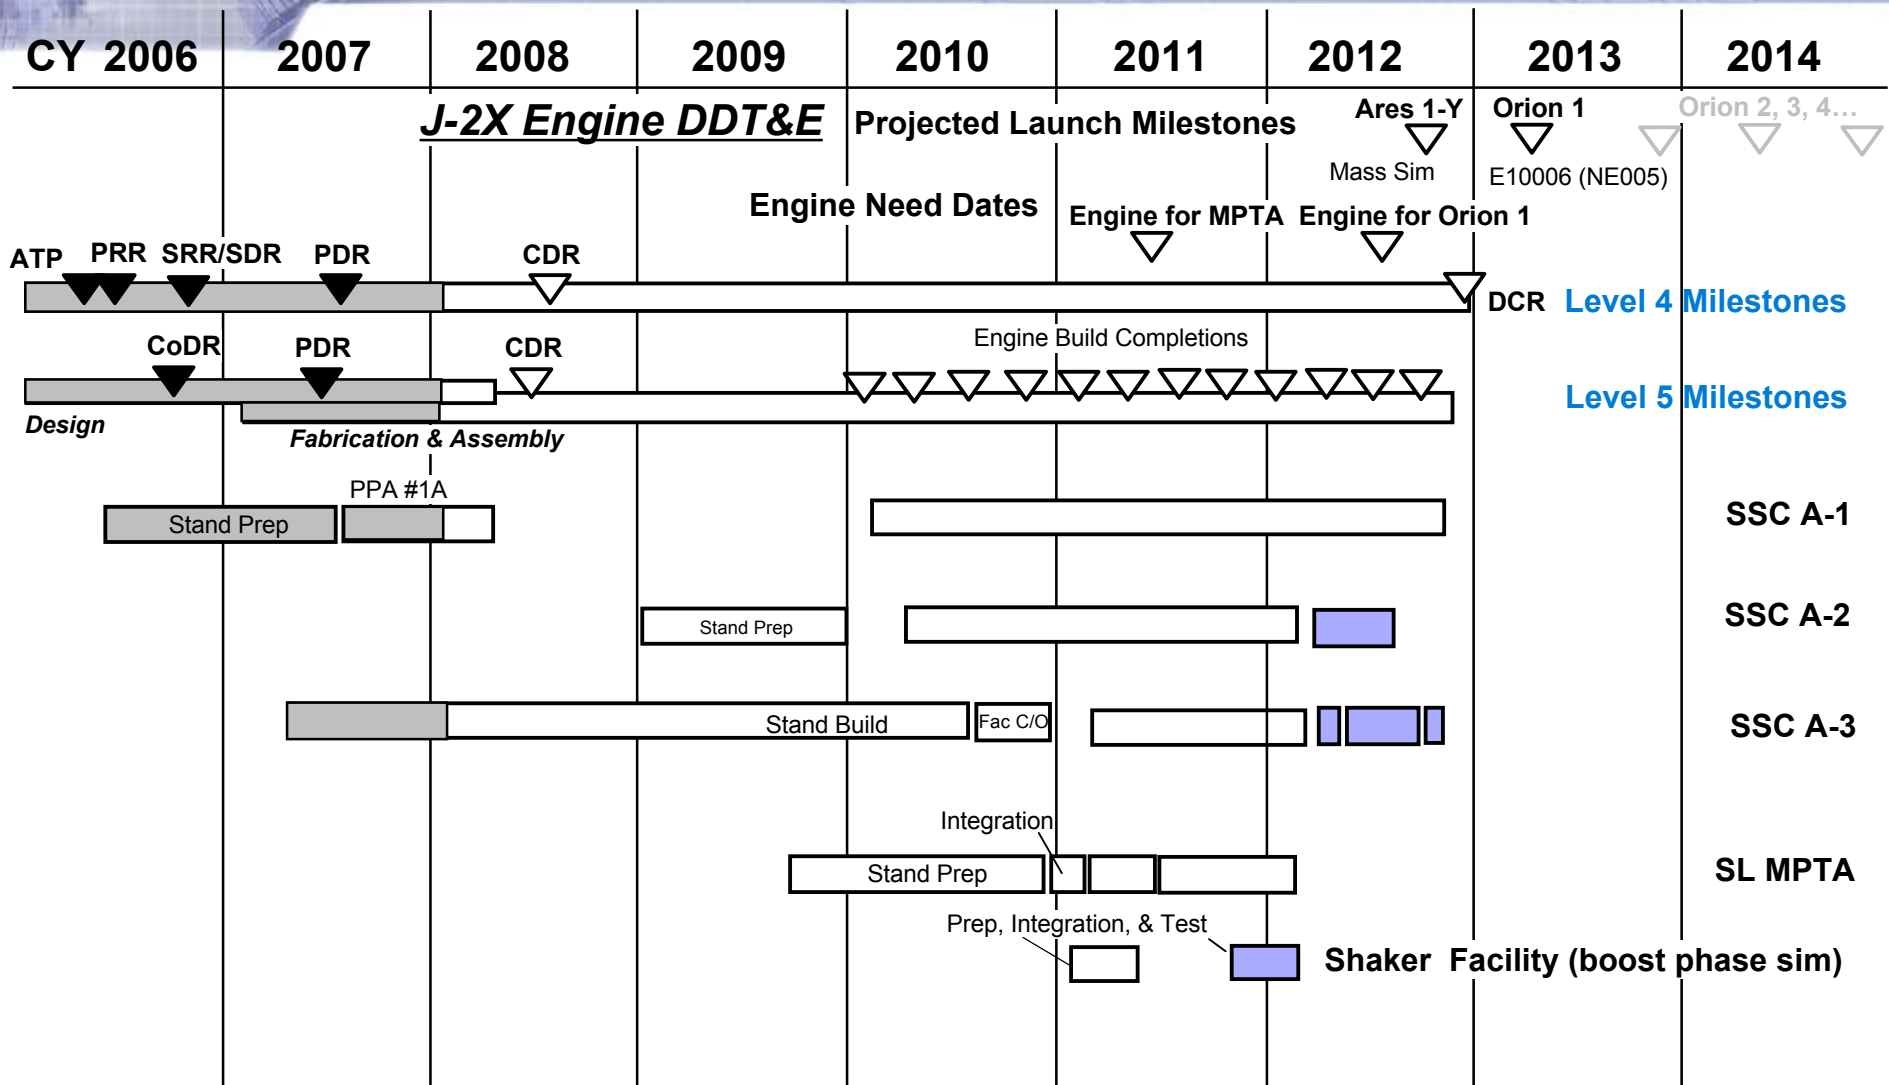 CY 2006 2007 2008 2009 2010 2011 2012 2013 2014
J-2X Engine DDT&E Projected Launch Milestones Ares 1-Y Orion 1 Orion 2, 3, 4…
Mass Sim E10006 (NE005)
Engine Need Dates Engine for MPTA Engine for Orion 1
ATP PRR SRR/SDR PDR CDR
DCR Level 4 Milestones
CoDR PDR CDR Engine Build Completions
Level 5 Milestones
Design Fabrication & Assembly
PPA #1A
Stand Prep SSC A-1
Stand Prep SSC A-2
Stand Build Fac C/O SSC A-3
Integration
Stand Prep SL MPTA
Prep, Integration, & Test
Shaker Facility (boost phase sim)